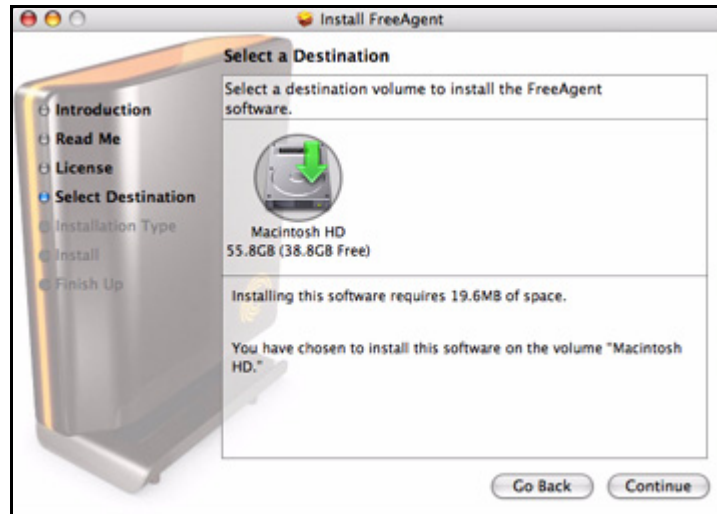 Install FreeAgent
Select a Destination
Introduction
Read Me
License
Select Destination
Installation Type
Install
Finish Up
Select a destination volume to install the FreeAgent
software.
Macintosh HD
55.8GB (38.8GB Free)
Installing this software requires 19.6MB of space.
You have chosen to install this software on the volume "Macintosh
HD."
Go Back
Continue